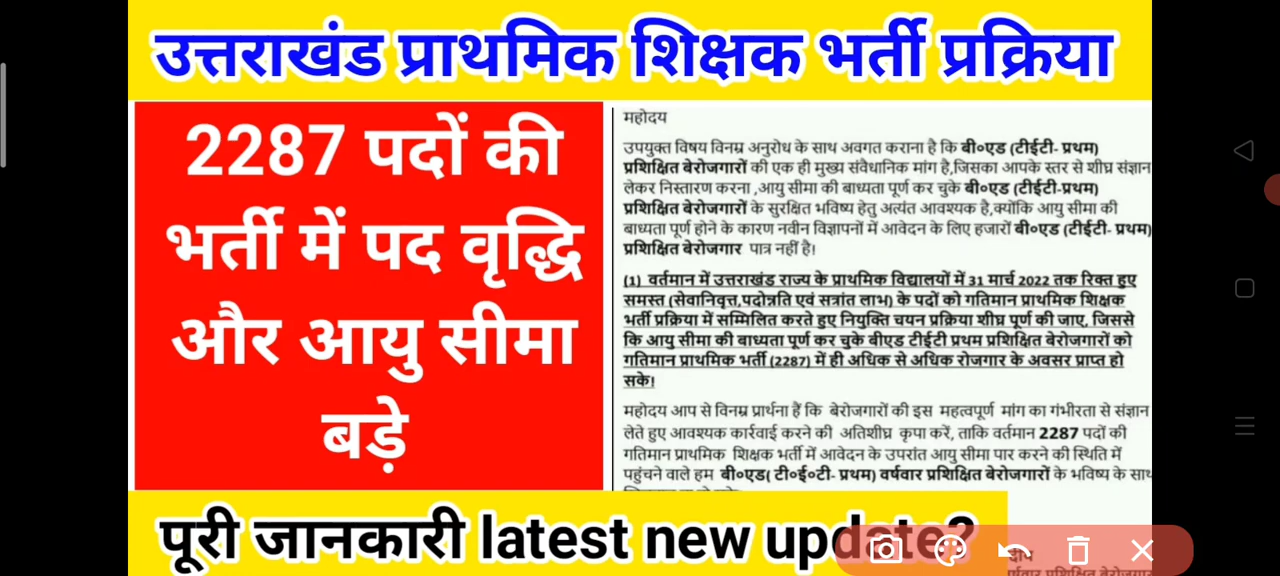 उत्तराखंड प्राथमिक शिक्षक भर्ती प्रक्रिया
2287 पदों की
भर्ती में पद वृद्धि
और आयु सीमा
बड़े
महोदय
उपयुक्त विषय विनम्र अनुरोध के साथ अवगत कराना है कि बी०एड (टीईटी- प्रथम)
प्रशिक्षित बेरोजगारों की एक ही मुख्य संवैधानिक मांग है,जिसका आपके स्तर से शीघ्र संज्ञान
लेकर निस्तारण करना ,आयु सीमा की बाध्यता पूर्ण कर चुके बी०एड (टीईटी-प्रथम)
प्रशिक्षित बेरोजगारों के सुरक्षित भविष्य हेतु अत्यंत आवश्यक है,क्योंकि आयु सीमा की
बाध्यता पूर्ण होने के कारण नवीन विज्ञापनों में आवेदन के लिए हजारों बी०एड (टीईटी- प्रथम)
प्रशिक्षित बेरोजगार पात्र नहीं है!
(1) वर्तमान में उत्तराखंड राज्य के प्राथमिक विद्यालयों में 31 मार्च 2022 तक रिक्त हुए
समस्त (सेवानिवृत्त,पदोन्नति एवं सत्रांत लाभ) के पदों को गतिमान प्राथमिक शिक्षक
भर्ती प्रक्रिया में सम्मिलित करते हुए नियुक्ति चयन प्रक्रिया शीघ्र पूर्ण की जाए, जिससे
कि आयु सीमा की बाध्यता पूर्ण कर चुके बीएड टीईटी प्रथम प्रशिक्षित बेरोजगारों को
गतिमान प्राथमिक भर्ती (2287) में ही अधिक से अधिक रोजगार के अवसर प्राप्त हो
सके!
महोदय आप से विनम्र प्रार्थना हैं कि बेरोजगारों की इस महत्वपूर्ण मांग का गंभीरता से संज्ञान
लेते हुए आवश्यक कार्रवाई करने की अतिशीघ्र कृपा करें, ताकि वर्तमान 2287 पदों की
गतिमान प्राथमिक शिक्षक भर्ती में आवेदन के उपरांत आयु सीमा पार करने की स्थिति में
पहुंचने वाले हम बी०एड( टी०ई०टी- प्रथम) वर्षवार प्रशिक्षित बेरोजगारों के भविष्य के साथ
पूरी जानकारी latest new update?